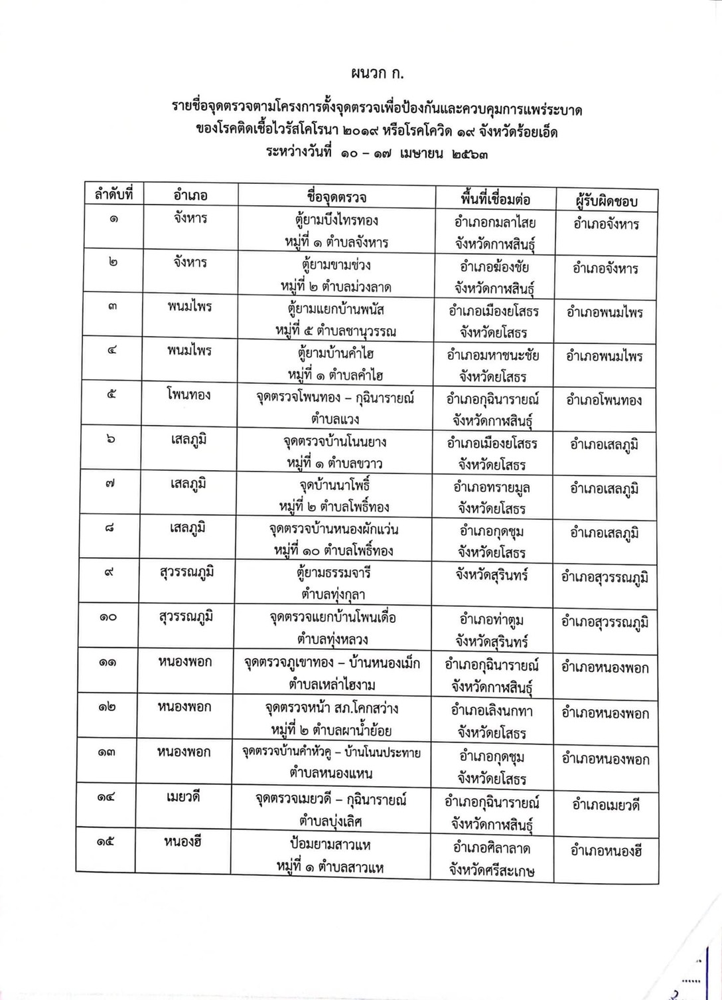 ผนวก ก.
รายชื่อจุดตรวจตามโครงการตั้งจุดตรวจเพื่อป้องกันและควบคุมการแพร่ระบาด
ของโรคติดเชื้อไวรัสโคโรนา ๒๐๑๙ หรือโรคโควิด ๑๙ จังหวัดร้อยเอ็ด
ระหว่างวันที่ ๑๐ – ๑๗ เมษายน ๒๕๖๓
ลำดับที่ อำเภอ ชื่อจุดตรวจ พื้นที่เชื่อมต่อ ผู้รับผิดชอบ
๑ จังหาร ตู้ยามบึงไทรทอง อำเภอกมลาไสย อำเภอจังหาร
หมู่ที่ ๑ ตำบลจังหาร จังหวัดกาฬสินธุ์
๒ จังหาร ตู้ยามขามช่วง อำเภอฆ้องชัย อำเภอจังหาร
หมู่ที่ ๒ ตำบลม่วงลาด จังหวัดกาฬสินธุ์
๓ พนมไพร ตู้ยามแยกบ้านพนัส อำเภอเมืองยโสธร อำเภอพนมไพร
หมู่ที่ ๕ ตำบลชานุวรรณ จังหวัดยโสธร
๔ พนมไพร ตู้ยามบ้านคำไฮ อำเภอมหาชนะชัย อำเภอพนมไพร
หมู่ที่ ๑ ตำบลคำไฮ จังหวัดยโสธร
๕ โพนทอง จุดตรวจโพนทอง – กุฉินารายณ์ อำเภอกุฉินารายณ์ อำเภอโพนทอง
ตำบลแวง จังหวัดกาฬสินธุ์
๖ เสลภูมิ จุดตรวจบ้านโนนยาง อำเภอเมืองยโสธร อำเภอเสลภูมิ
หมู่ที่ ๑ ตำบลขวาว จังหวัดยโสธร
๗ เสลภูมิ จุดบ้านนาโพธิ์ อำเภอทรายมูล อำเภอเสลภูมิ
หมู่ที่ ๒ ตำบลโพธิ์ทอง จังหวัดยโสธร
๘ เสลภูมิ จุดตรวจบ้านหนองผักแว่น อำเภอกุดชุม อำเภอเสลภูมิ
หมู่ที่ ๑๐ ตำบลโพธิ์ทอง จังหวัดยโสธร
๙ สุวรรณภูมิ ตู้ยามธรรมจารี จังหวัดสุรินทร์ อำเภอสุวรรณภูมิ
ตำบลทุ่งกุลา
๑๐ สุวรรณภูมิ จุดตรวจแยกบ้านโพนเดื่อ อำเภอท่าตูม อำเภอสุวรรณภูมิ
ตำบลทุ่งหลวง จังหวัดสุรินทร์
๑๑ หนองพอก จุดตรวจภูเขาทอง – บ้านหนองเม็ก อำเภอกุฉินารายณ์ อำเภอหนองพอก
ตำบลเหล่าไฮงาม จังหวัดกาฬสินธุ์
๑๒ หนองพอก จุดตรวจหน้า สภ.โคกสว่าง อำเภอเลิงนกทา อำเภอหนองพอก
หมู่ที่ ๒ ตำบลผาน้ำย้อย จังหวัดยโสธร
๑๓ หนองพอก จุดตรวจบ้านคำหัวคู – บ้านโนนประทาย อำเภอกุดชุม อำเภอหนองพอก
ตำบลหนองแหน จังหวัดยโสธร
๑๔ เมยวดี จุดตรวจเมยวดี – กุฉินารายณ์ อำเภอกุฉินารายณ์ อำเภอเมยวดี
ตำบลบุ่งเลิศ จังหวัดกาฬสินธุ์
๑๕ หนองฮี ป้อมยามสาวแห อำเภอศิลาลาด อำเภอหนองฮี
หมู่ที่ ๑ ตำบลสาวแห จังหวัดศรีสะเกษ